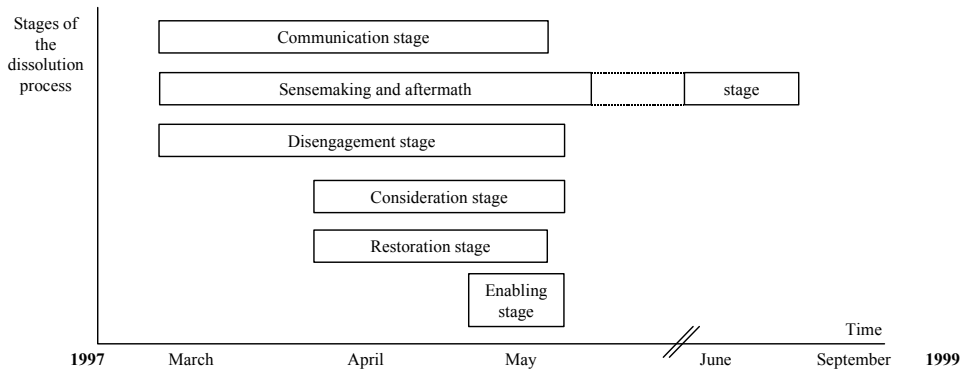 Stages of
the
dissolution
process
Communication stage
Sensemaking and aftermath
stage
Disengagement stage
Consideration stage
Restoration stage
Enabling
stage
Time
1997 March April May June September 1999